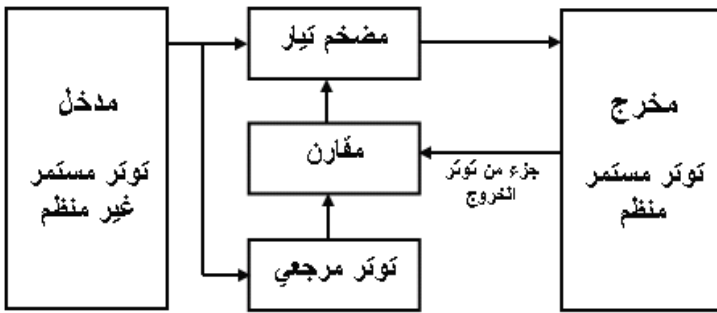 مدخل
توتر مستمر
غير منظم
مضخم تيار
مقارن
توتر مرجعي
جزء من توتر
الخروج
مخرج
توتر مستمر
منظم